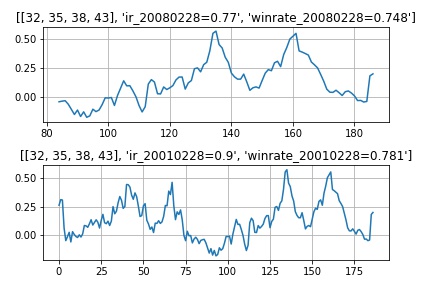 [[32, 35, 38, 43], 'ir_20080228=0.77', 'winrate_20080228=0.748']
0.50
0.25
0.00
80 100 120 140 160 180
[[32, 35, 38, 43], 'ir_20010228=0.9', 'winrate_20010228=0.781']
0.50
0.25
0.00
0 25 50 75 100 125 150 175